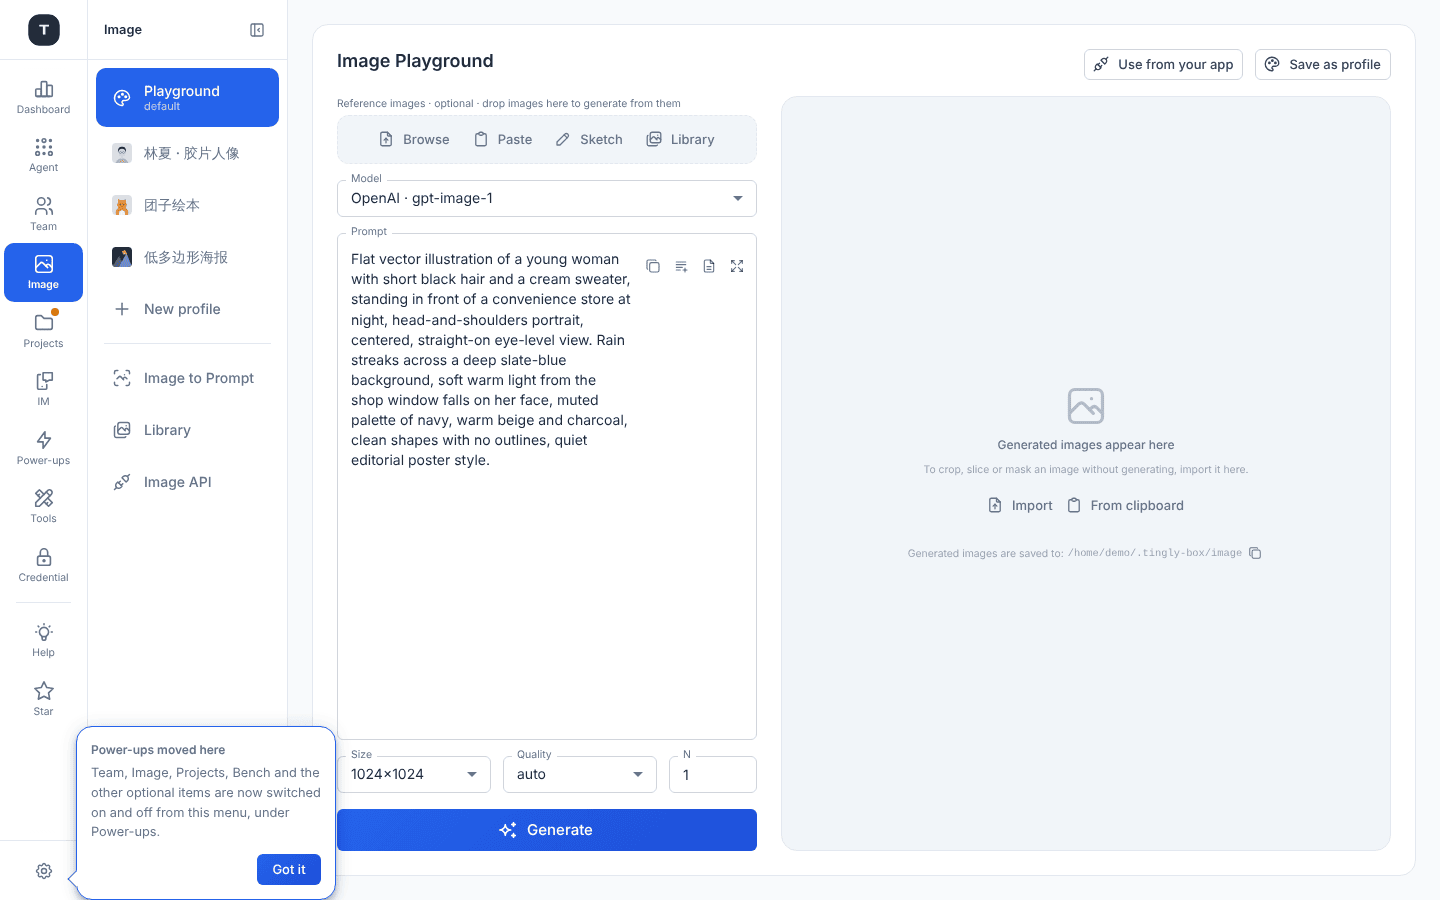 T
Image
Dashboard
Agent
Team
Image
Projects
IM
Power-ups
Tools
Credential
Help
Star
Playground
default
林夏 · 胶片人像
团子绘本
低多边形海报
New profile
Image to Prompt
Library
Image API
Power-ups moved here
Team, Image, Projects, Bench and the
other optional items are now switched
on and off from this menu, under
Power-ups.
Got it
Image Playground
Use from your app
Save as profile
Reference images · optional · drop images here to generate from them
Browse
Paste
Sketch
Library
Model
OpenAI · gpt-image-1
Prompt
Flat vector illustration of a young woman
with short black hair and a cream sweater,
standing in front of a convenience store at
night, head-and-shoulders portrait,
centered, straight-on eye-level view. Rain
streaks across a deep slate-blue
background, soft warm light from the
shop window falls on her face, muted
palette of navy, warm beige and charcoal,
clean shapes with no outlines, quiet
editorial poster style.
Size
1024×1024
Quality
auto
N
1
Generate
Generated images appear here
To crop, slice or mask an image without generating, import it here.
Import
From clipboard
Generated images are saved to: /home/demo/.tingly-box/image